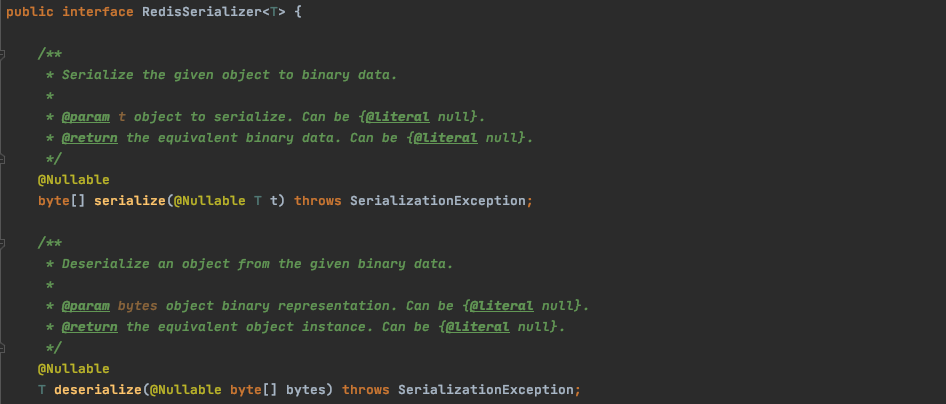 public interface RedisSerializer<T> {
/**
* Serialize the given object to binary data.
*
* @param t object to serialize. Can be {@literal null}.
* @return the equivalent binary data. Can be {@literal null}.
*/
@Nullable
byte[] serialize(@Nullable T t) throws SerializationException;
/**
* Deserialize an object from the given binary data.
*
* @param bytes object binary representation. Can be {@literal null}.
* @return the equivalent object instance. Can be {@literal null}.
*/
@Nullable
T deserialize(@Nullable byte[] bytes) throws SerializationException;